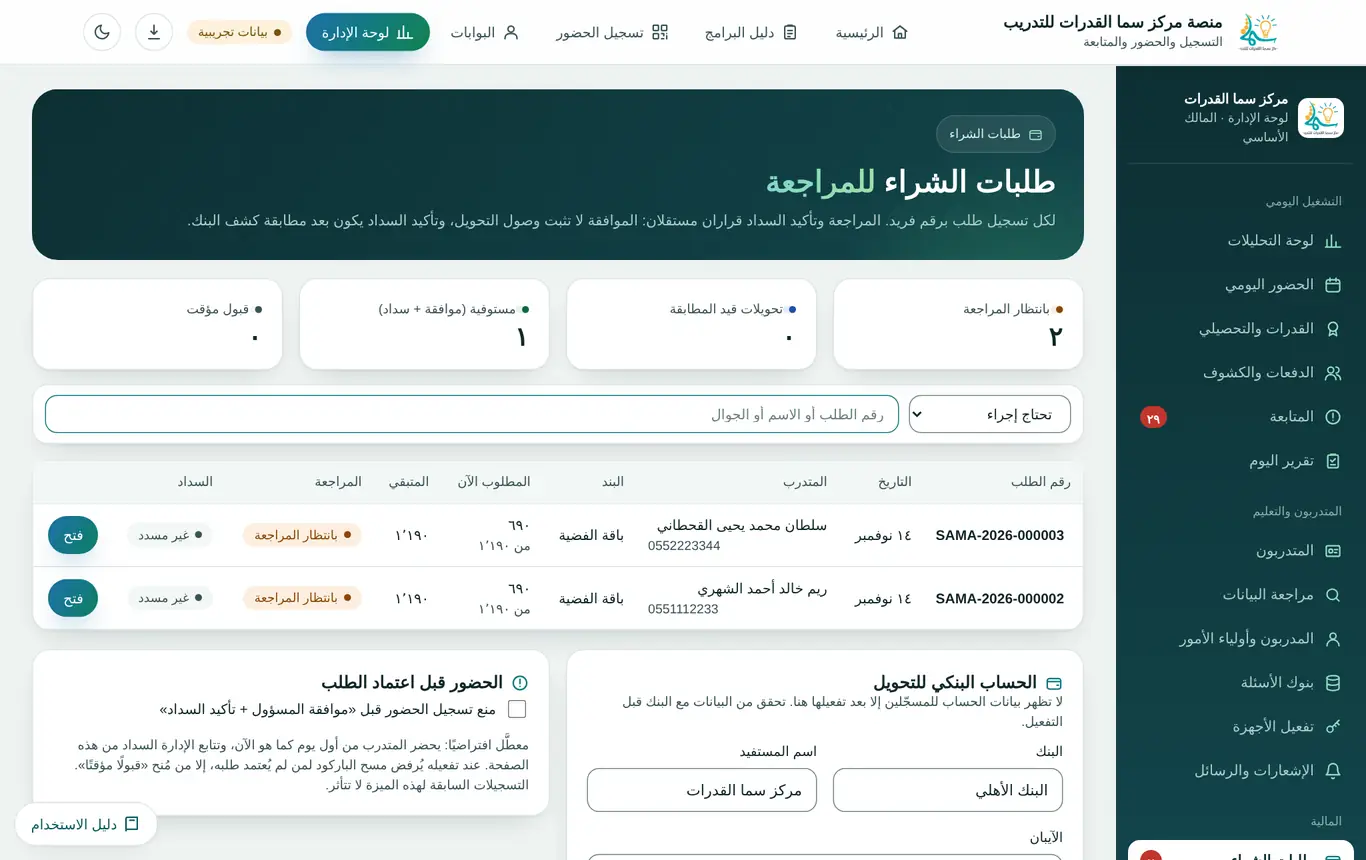 منصة مركز سما القدرات للتدريب
التسجيل والحضور والمتابعة
الرئيسية
دليل البرامج
تسجيل الحضور
البوابات
لوحة الإدارة
بيانات تجريبية
مركز سما القدرات
لوحة الإدارة · المالك
الأساسي
التشغيل اليومي
لوحة التحليلات
الحضور اليومي
القدرات والتحصيلي
الدفعات والكشوف
المتابعة
٢٩
تقرير اليوم
المتدربون والتعليم
المتدربون
مراجعة البيانات
المدربون وأولياء الأمور
بنوك الأسئلة
تفعيل الأجهزة
الإشعارات والرسائل
المالية
طلبات الشراء
طلبات الشراء للمراجعة
لكل تسجيل طلب برقم فريد. المراجعة وتأكيد السداد قراران مستقلان: الموافقة لا تثبت وصول التحويل، وتأكيد السداد يكون بعد مطابقة كشف البنك.
بانتظار المراجعة
٢
تحويلات قيد المطابقة
٠
مستوفية (موافقة + سداد)
١
قبول مؤقت
٠
تحتاج إجراء
رقم الطلب أو الاسم أو الجوال
رقم الطلب التاريخ المتدرب البند المطلوب الآن المتبقي المراجعة السداد
SAMA-2026-000003 ١٤ نوفمبر سلطان محمد يحيى القحطاني باقة الفضية ٦٩٠ ١٬١٩٠ بانتظار المراجعة غير مسدد فتح
0552223344 من ١٬١٩٠
SAMA-2026-000002 ١٤ نوفمبر ريم خالد أحمد الشهري باقة الفضية ٦٩٠ ١٬١٩٠ بانتظار المراجعة غير مسدد فتح
0551112233 من ١٬١٩٠
الحساب البنكي للتحويل
لا تظهر بيانات الحساب للمسجّلين إلا بعد تفعيلها هنا. تحقق من البيانات مع البنك قبل
التفعيل.
البنك
البنك الأهلي
اسم المستفيد
مركز سما القدرات
الآيبان
الحضور قبل اعتماد الطلب
منع تسجيل الحضور قبل «موافقة المسؤول + تأكيد السداد»
معطَّل افتراضيًا: يحضر المتدرب من أول يوم كما هو الآن، وتتابع الإدارة السداد من هذه
الصفحة. عند تفعيله يُرفض مسح الباركود لمن لم يُعتمد طلبه، إلا من مُنح «قبولًا مؤقتًا».
التسجيلات السابقة لهذه الميزة لا تتأثر.
دليل الاستخدام